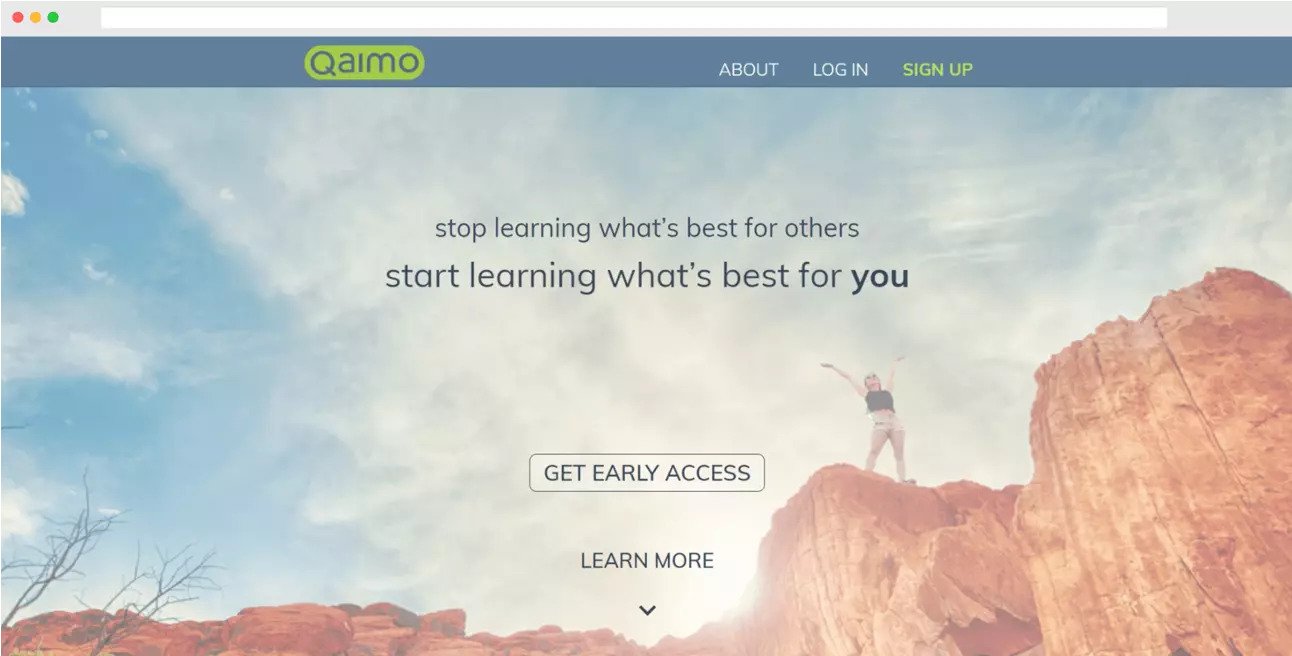 Qaimo
ABOUT LOG IN SIGN UP
stop learning what's best for others
start learning what's best for you
GET EARLY ACCESS
LEARN MORE